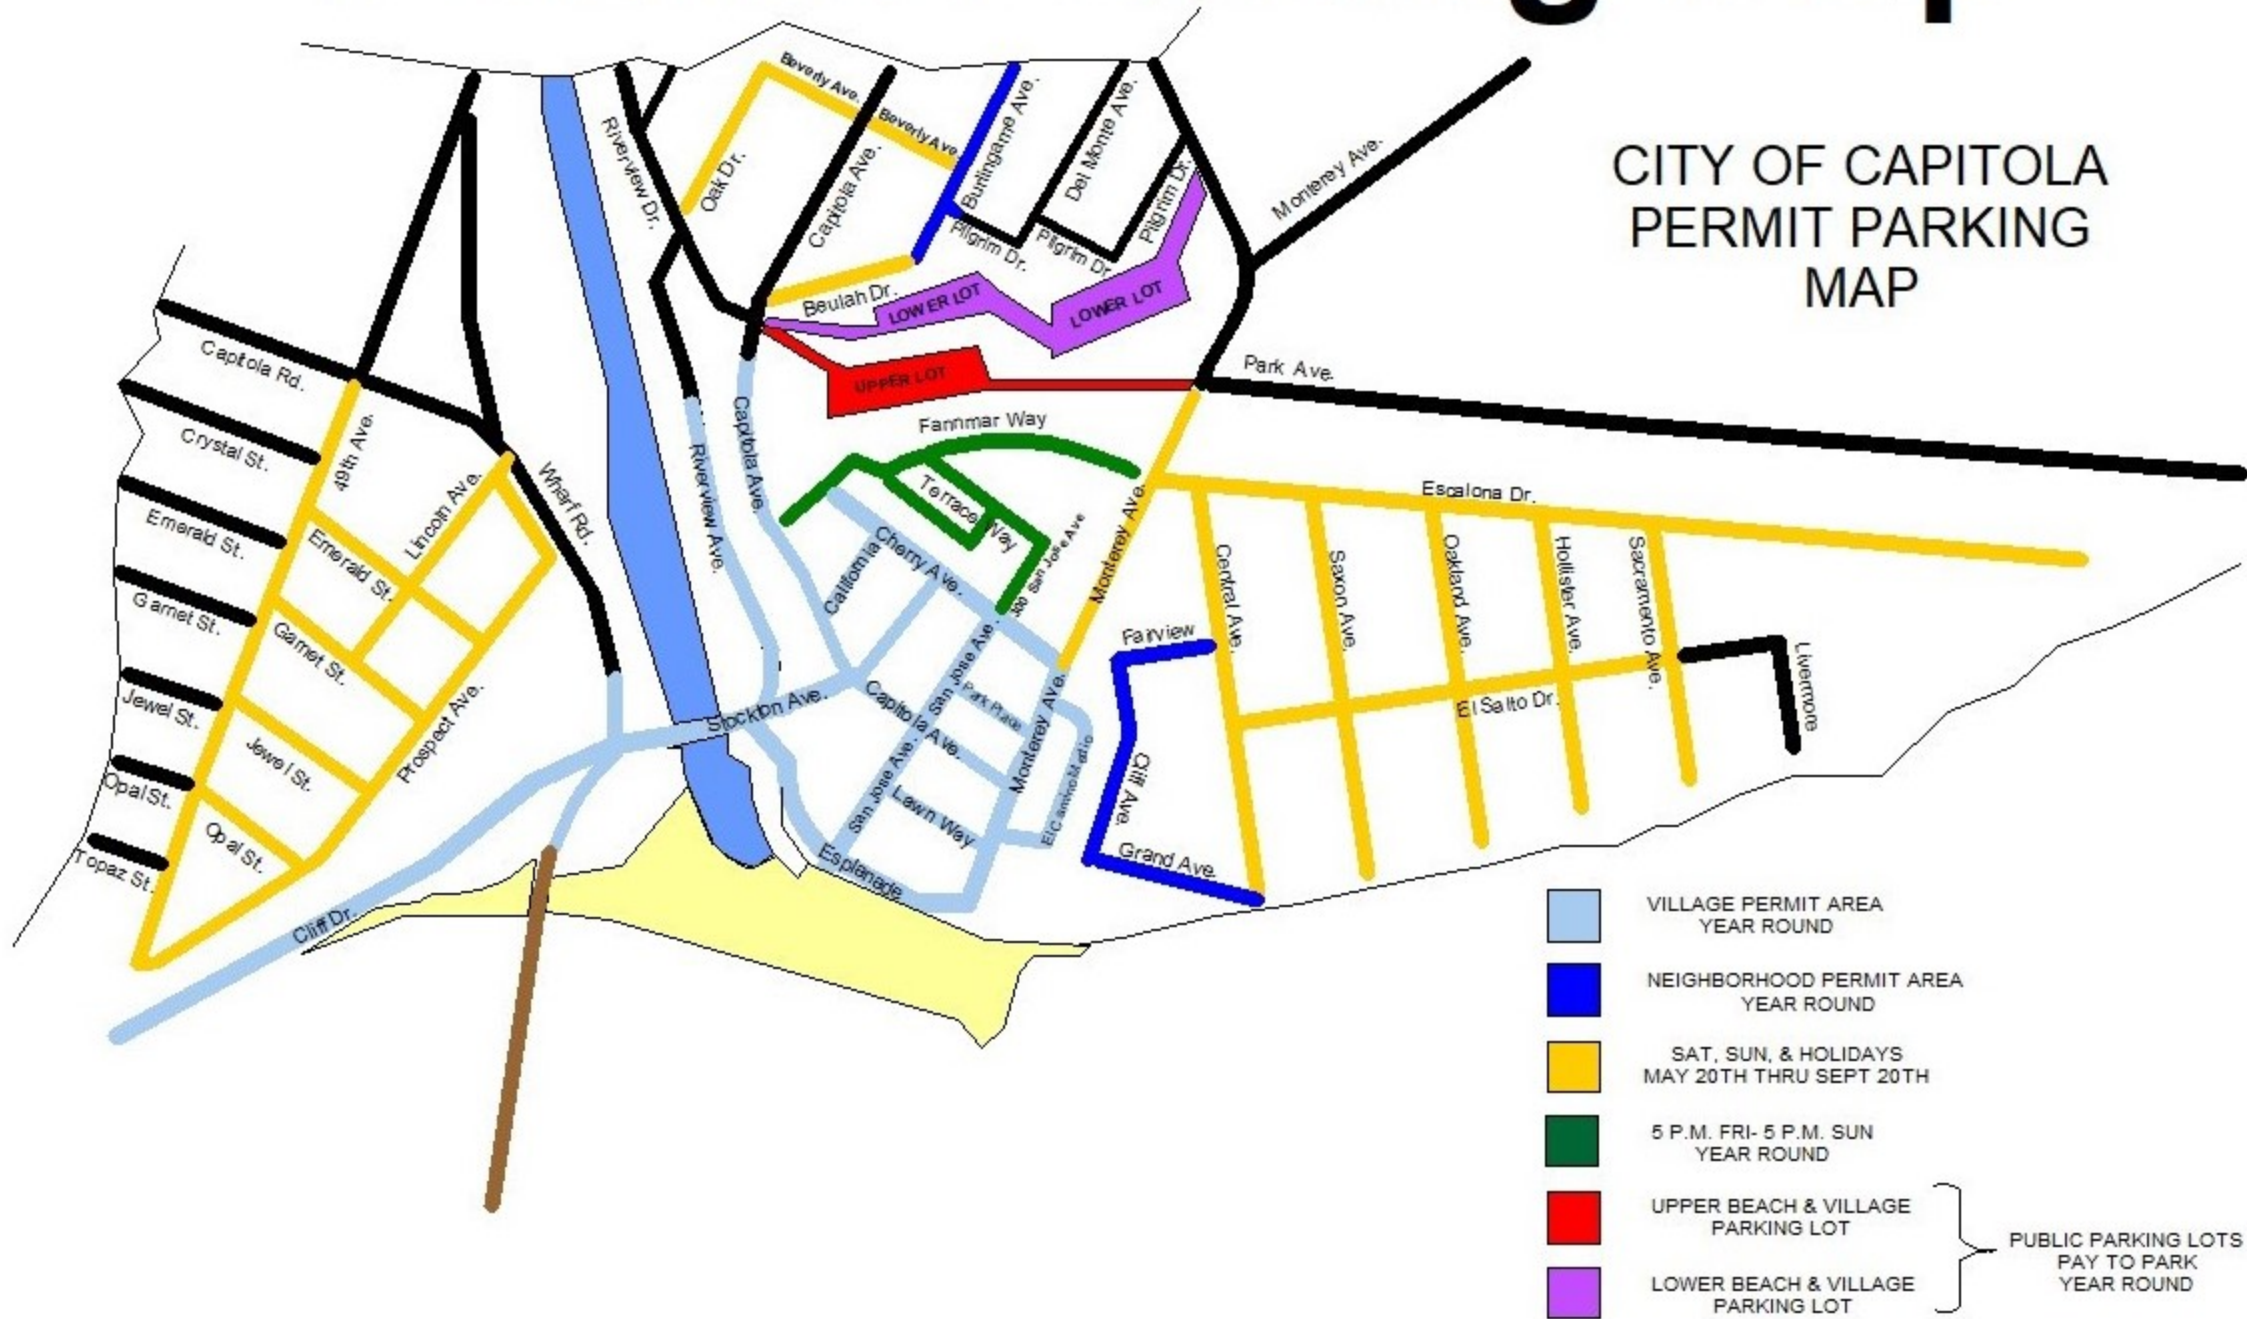 CITY OF CAPITOLA
PERMIT PARKING
MAP
Beverly Ave.
Beverly Ave.
Burlingame Ave.
Del Monte Ave.
Pilgrim Dr.
Monterey Ave.
Riverview Dr.
Oak Dr.
Capitola Ave.
Pilgrim Dr.
Pilgrim Dr.
Beulah Dr.
LOWER LOT
LOWER LOT
UPPER LOT
Park Ave.
Capitola Rd.
Crystal St.
49th Ave.
Emerald St.
Garnet St.
Jewel St.
Opal St.
Topaz St.
Lincoln Ave.
Emerald St.
Garnet St.
Jewel St.
Opal St.
Prospect Ave.
Wharf Rd.
Cliff Dr.
Riverview Ave.
Capitola Ave.
Fanmar Way
Terrace Way
300 San Jose Ave
Cherry Ave.
California
Monterey Ave.
Stockton Ave.
Capitola Ave.
San Jose Ave.
San Jose Ave.
Park Place
Monterey Ave.
El Camino Medio
Lawn Way
Esplanade
Escalona Dr.
Central Ave.
Saxon Ave.
Oakland Ave.
Hollister Ave.
Sacramento Ave.
Fairview
Cliff Ave.
Grand Ave.
El Salto Dr.
Livermore
VILLAGE PERMIT AREA
YEAR ROUND
NEIGHBORHOOD PERMIT AREA
YEAR ROUND
SAT, SUN, & HOLIDAYS
MAY 20TH THRU SEPT 20TH
5 P.M. FRI- 5 P.M. SUN
YEAR ROUND
UPPER BEACH & VILLAGE
PARKING LOT
LOWER BEACH & VILLAGE
PARKING LOT
PUBLIC PARKING LOTS
PAY TO PARK
YEAR ROUND